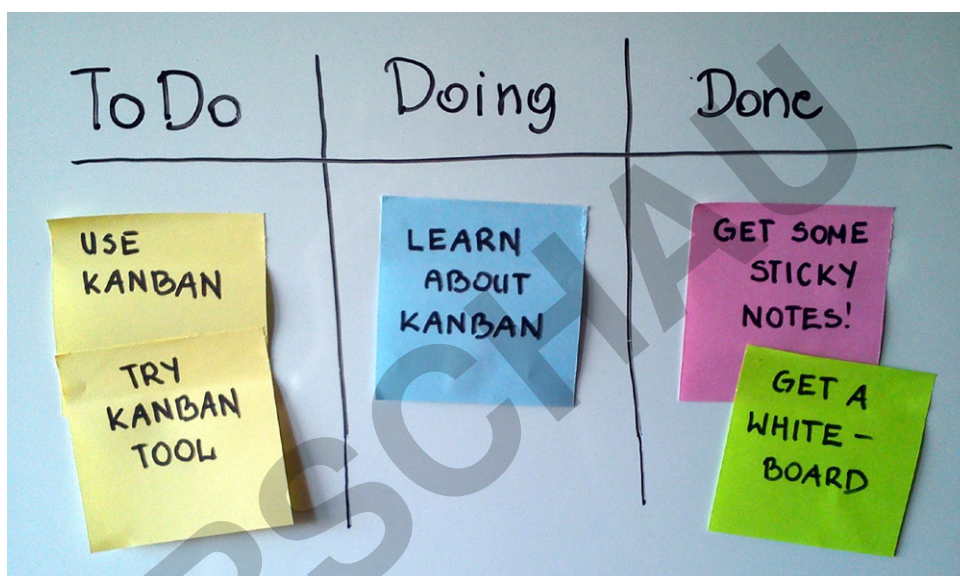 To Do
Doing
Done
USE
KANBAN
TRY
KANBAN
TOOL
LEARN
ABOUT
KANBAN
GET SOME
STICKY
NOTES!
GET A
WHITE-
BOARD
RSCHAU